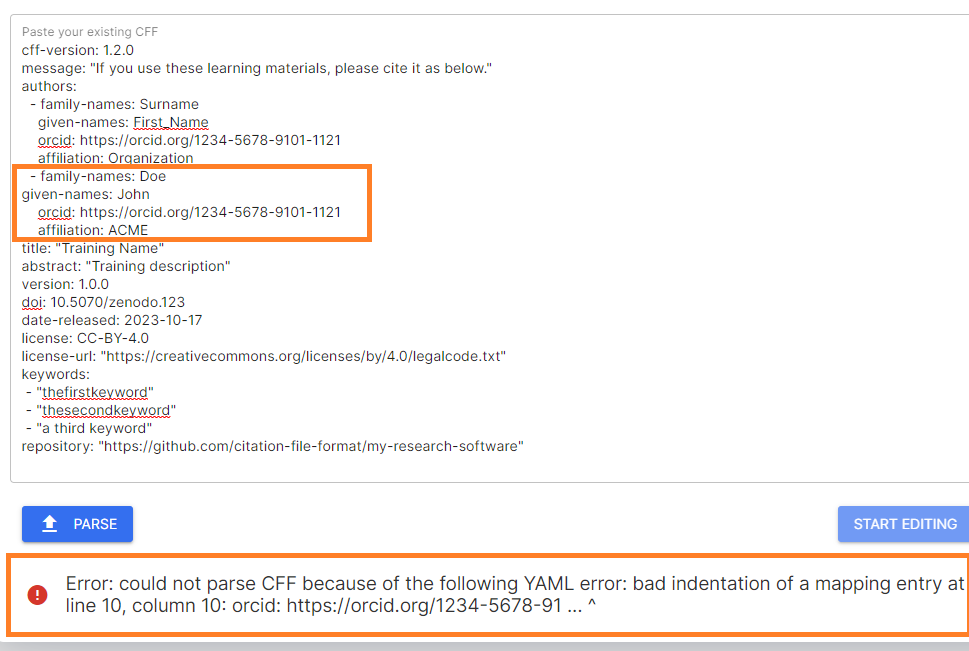 Paste your existing CFF
cff-version: 1.2.0
message: "If you use these learning materials, please cite it as below."
authors:
  - family-names: Surname
    given-names: First_Name
    orcid: https://orcid.org/1234-5678-9101-1121
    affiliation: Organization
  - family-names: Doe
given-names: John
    orcid: https://orcid.org/1234-5678-9101-1121
    affiliation: ACME
title: "Training Name"
abstract: "Training description"
version: 1.0.0
doi: 10.5070/zenodo.123
date-released: 2023-10-17
license: CC-BY-4.0
license-url: "https://creativecommons.org/licenses/by/4.0/legalcode.txt"
keywords:
 - "thefirstkeyword"
 - "thesecondkeyword"
 - "a third keyword"
repository: "https://github.com/citation-file-format/my-research-software"
PARSE
START EDITING
Error: could not parse CFF because of the following YAML error: bad indentation of a mapping entry at
line 10, column 10: orcid: https://orcid.org/1234-5678-91 ... ^